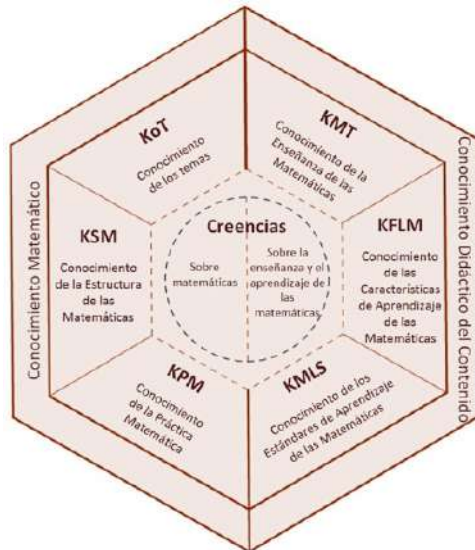 KoT
Conocimiento
de los temas
KMT
Conocimiento de la
Enseñanza de las
Matemáticas
Conocimiento Matemático
KSM
Conocimiento
de la Estructura
de las
Matemáticas
Creencias
Sobre
matemáticas
Sobre la
enseñanza y el
aprendizaje de
las
matemáticas
KFLM
Conocimiento
de las
Características
de Aprendizaje
de las
Matemáticas
Conocimiento Didáctico del Contenido
KPM
Conocimiento
de la Práctica
Matemática
KMLS
Conocimiento de los
Estándares de Aprendizaje
de las Matemáticas